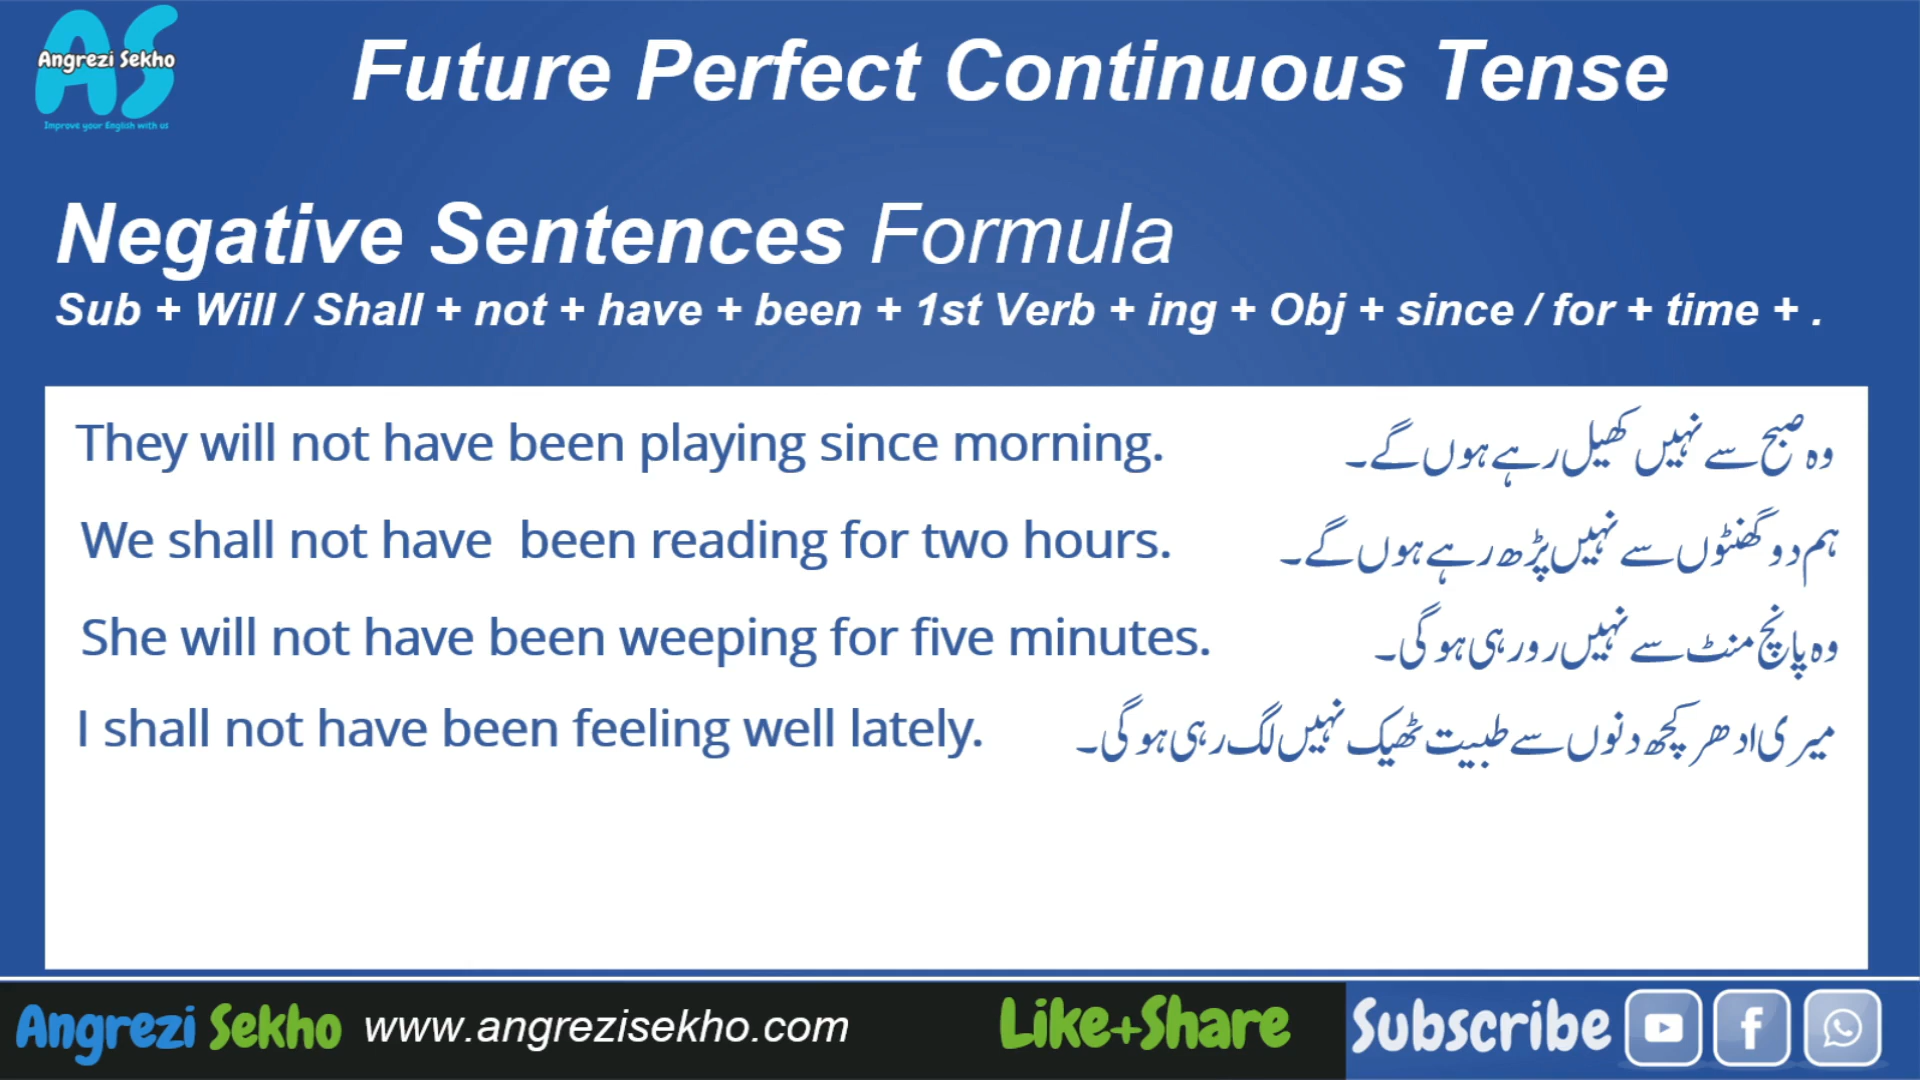 Angrezi Sekho
Improve your English with us
Future Perfect Continuous Tense
Negative Sentences Formula
Sub + Will / Shall + not + have + been + 1st Verb + ing + Obj + since / for + time + .
They will not have been playing since morning.
وہ صبح سے نہیں کھیل رہے ہوں گے۔
We shall not have  been reading for two hours.
ہم دو گھنٹوں سے نہیں پڑھ رہے ہوں گے۔
She will not have been weeping for five minutes.
وہ پانچ منٹ سے نہیں رو رہی ہو گی۔
I shall not have been feeling well lately.
میری ادھر کچھ دنوں سے طبیت ٹھیک نہیں لگ رہی ہو گی۔
Angrezi Sekho www.angrezisekho.com Like+Share Subscribe